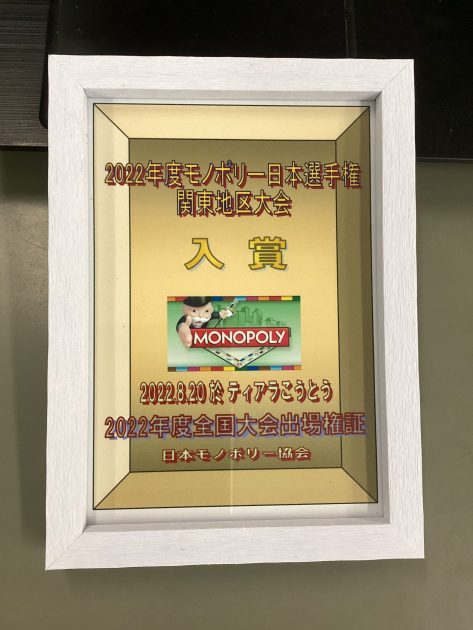 2022年度モノポリー日本選手権
関東地区大会
入賞
MONOPOLY
2022.8.20 於 ティアラこうとう
2022年度全国大会出場権証
日本モノポリー協会